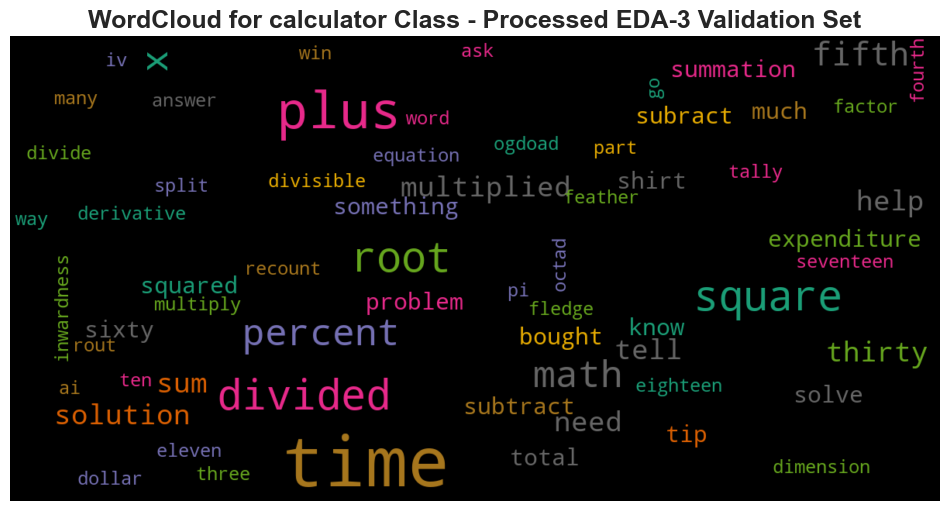 WordCloud for calculator Class - Processed EDA-3 Validation Set
iv
x
win
ask
summation
fifth
fourth
many
answer
plus
word
go
subract
much
factor
divide
equation
ogdoad
part
split
divisible
multiplied
feather
shirt
tally
way
derivative
something
help
root
octad
expenditure
seventeen
inwardness
recount
squared
multiply
problem
pi
fledge
square
sixty
rout
percent
bought
know
tell
thirty
ai
ten
sum
divided
math
eighteen
solve
solution
subtract
need
tip
eleven
time
total
dimension
dollar
three